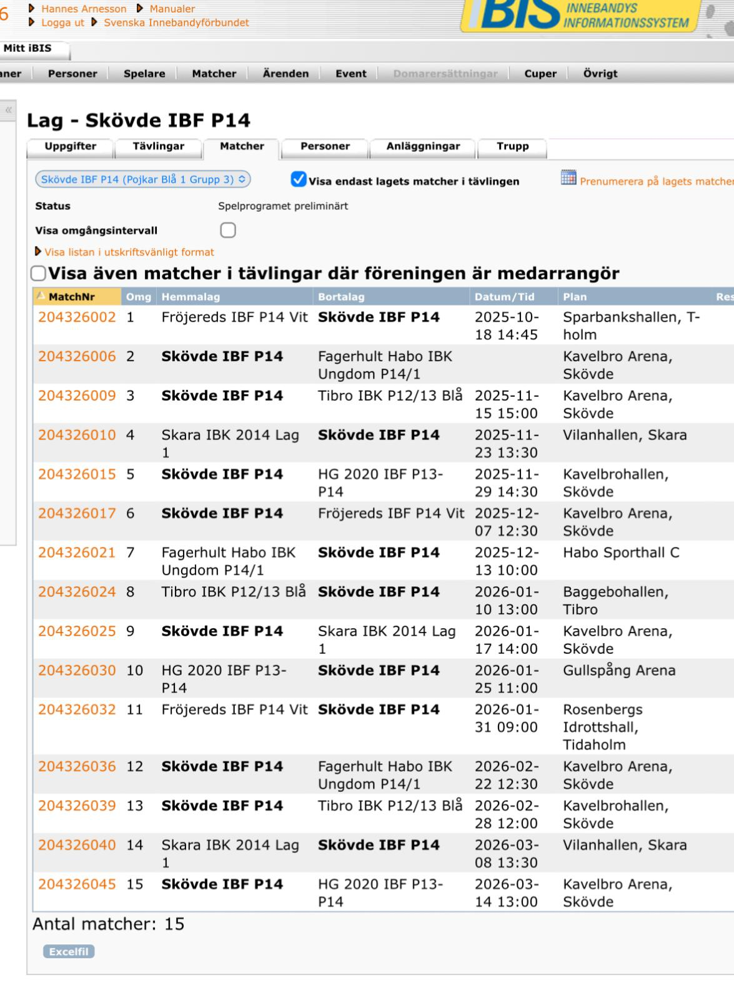 6 Hannes Arnesson Manualer
Logga ut Svenska Innebandyförbundet
iBIS INNEBANDYS
INFORMATIONSSYSTEM
Mitt iBIS
aner Personer Spelare Matcher Ärenden Event Domarersättningar Cuper Övrigt
«
Lag - Skövde IBF P14
Uppgifter Tävlingar Matcher Personer Anläggningar Trupp
Skövde IBF P14 (Pojkar Blå 1 Grupp 3) Visa endast lagets matcher i tävlingen Prenumerera på lagets matcher
Status Spelprogramet preliminärt
Visa omgångsintervall
Visa listan i utskriftsvänligt format
Visa även matcher i tävlingar där föreningen är medarrangör
MatchNr Omg Hemmalag Bortalag Datum/Tid Plan Res
204326002 1 Fröjereds IBF P14 Vit Skövde IBF P14 2025-10- Sparbankshallen, T-
18 14:45 holm
204326006 2 Skövde IBF P14 Fagerhult Habo IBK Kavelbro Arena,
Ungdom P14/1 Skövde
204326009 3 Skövde IBF P14 Tibro IBK P12/13 Blå 2025-11- Kavelbro Arena,
15 15:00 Skövde
204326010 4 Skara IBK 2014 Lag Skövde IBF P14 2025-11- Vilanhallen, Skara
1 23 13:30
204326015 5 Skövde IBF P14 HG 2020 IBF P13- 2025-11- Kavelbrohallen,
P14 29 14:30 Skövde
204326017 6 Skövde IBF P14 Fröjereds IBF P14 Vit 2025-12- Kavelbro Arena,
07 12:30 Skövde
204326021 7 Fagerhult Habo IBK Skövde IBF P14 2025-12- Habo Sporthall C
Ungdom P14/1 13 10:00
204326024 8 Tibro IBK P12/13 Blå Skövde IBF P14 2026-01- Baggebohallen,
10 13:00 Tibro
204326025 9 Skövde IBF P14 Skara IBK 2014 Lag 2026-01- Kavelbro Arena,
1 17 14:00 Skövde
204326030 10 HG 2020 IBF P13- Skövde IBF P14 2026-01- Gullspång Arena
P14 25 11:00
204326032 11 Fröjereds IBF P14 Vit Skövde IBF P14 2026-01- Rosenbergs
31 09:00 Idrottshall,
Tidaholm
204326036 12 Skövde IBF P14 Fagerhult Habo IBK 2026-02- Kavelbro Arena,
Ungdom P14/1 22 12:30 Skövde
204326039 13 Skövde IBF P14 Tibro IBK P12/13 Blå 2026-02- Kavelbrohallen,
28 12:00 Skövde
204326040 14 Skara IBK 2014 Lag Skövde IBF P14 2026-03- Vilanhallen, Skara
1 08 13:30
204326045 15 Skövde IBF P14 HG 2020 IBF P13- 2026-03- Kavelbro Arena,
P14 14 13:00 Skövde
Antal matcher: 15
Excelfil